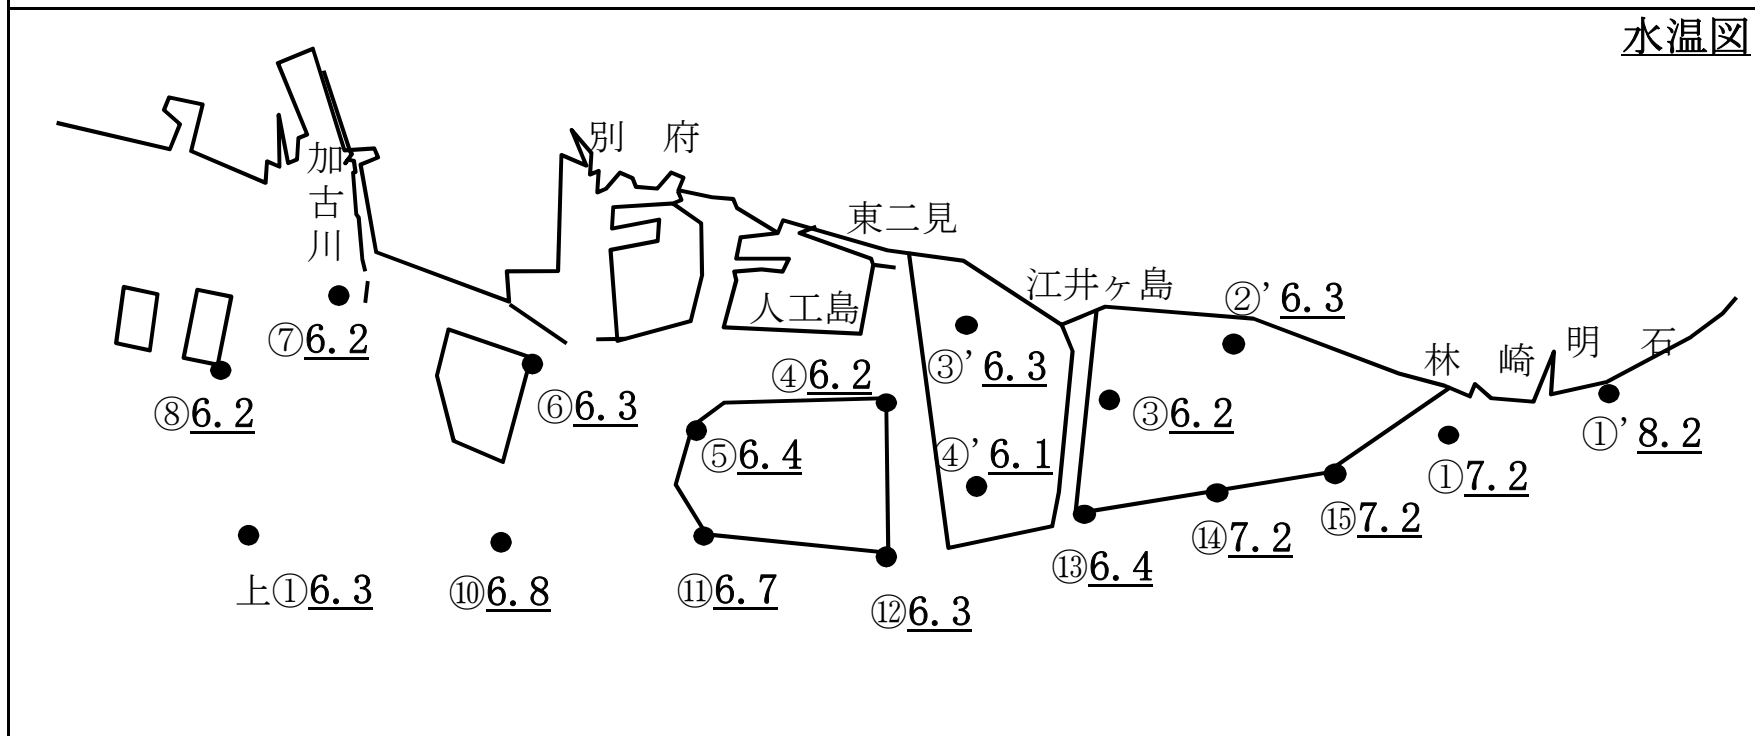 水温図
加古川
別府
東二見
人工島
江井ヶ島
②’6.3
林崎
明石
⑦6.2
④6.2
③’6.3
⑧6.2
⑥6.3
③6.2
①’8.2
⑤6.4
④’6.1
①7.2
⑭7.2
⑮7.2
⑬6.4
上①6.3
⑩6.8
⑪6.7
⑫6.3